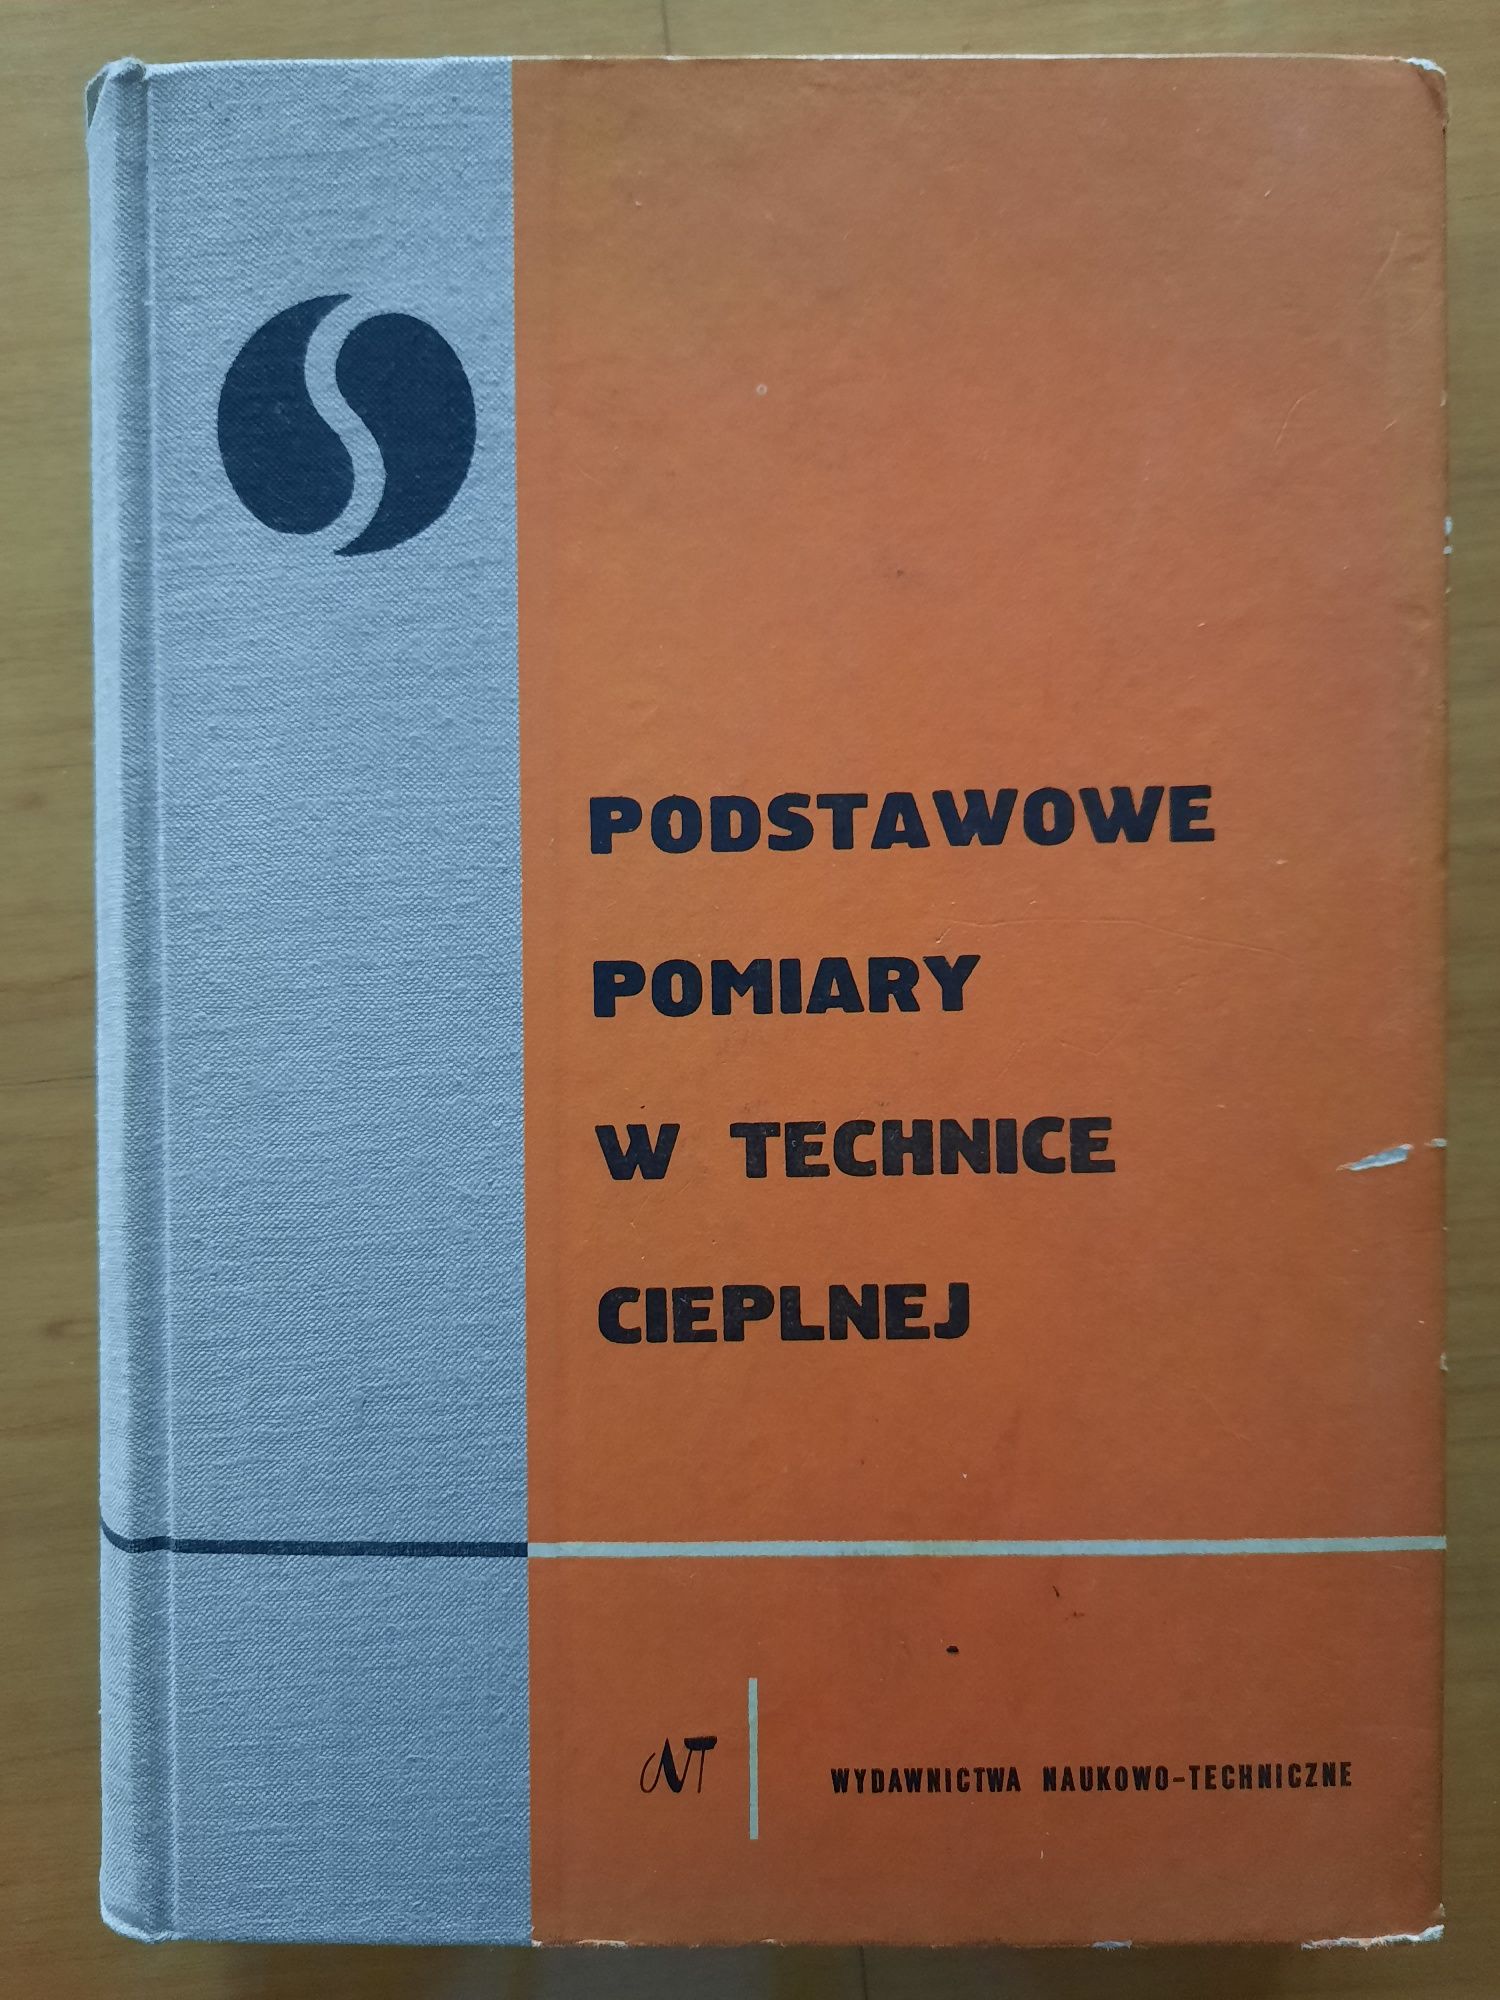 PODSTAWOWE
POMIARY
W TECHNICE
CIEPLNEJ
WNT
WYDAWNICTWA NAUKOWO-TECHNICZNE